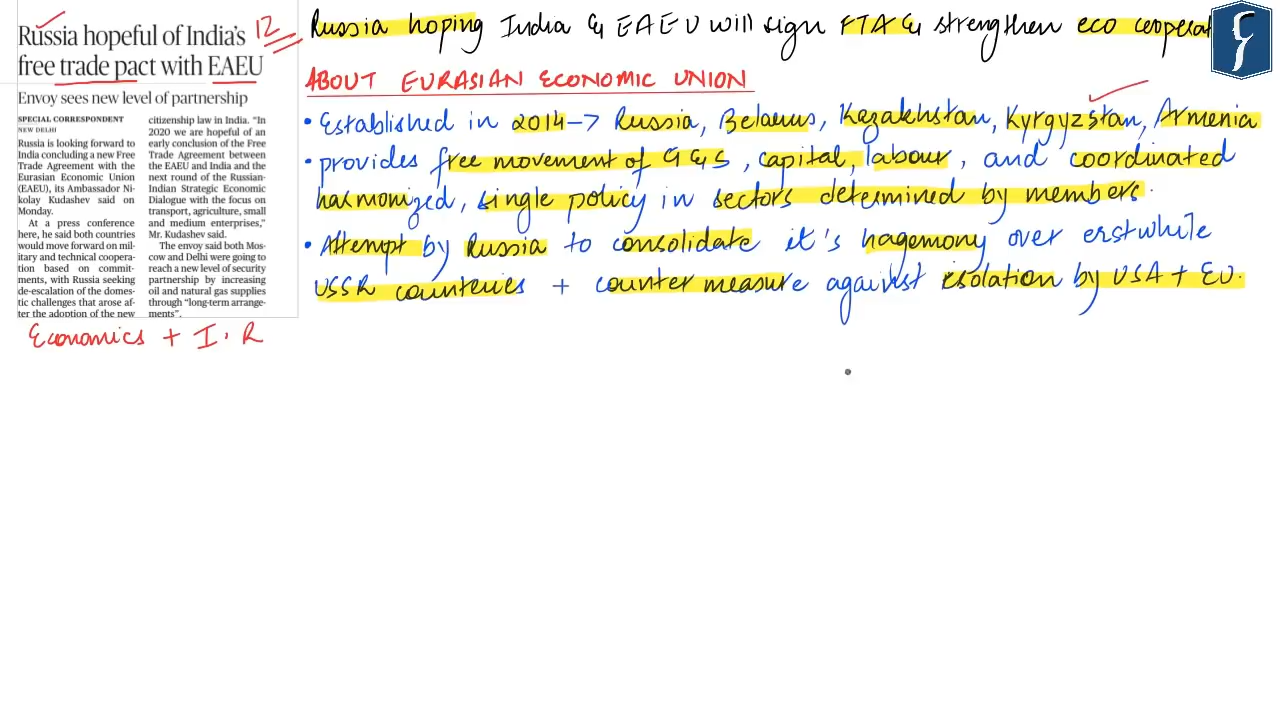 Russia hopeful of India's
free trade pact with EAEU
12
Envoy sees new level of partnership
SPECIAL CORRESPONDENT
NEW DELHI
Russia is looking forward to
India concluding a new Free
Trade Agreement with the
Eurasian Economic Union
(EAEU), its Ambassador Ni-
kolay Kudashev said on
Monday.
At a press conference
here, he said both countries
would move forward on mil-
itary and technical coopera-
tion based on commit-
ments, with Russia seeking
de-escalation of the domes-
tic challenges that arose af-
ter the adoption of the new
citizenship law in India. "In
2020 we are hopeful of an
early conclusion of the Free
Trade Agreement between
the EAEU and India and the
next round of the Russian-
Indian Strategic Economic
Dialogue with the focus on
transport, agriculture, small
and medium enterprises,"
Mr. Kudashev said.
The envoy said both Mos-
cow and Delhi were going to
reach a new level of security
partnership by increasing
oil and natural gas supplies
through "long-term arrange-
ments".
Economics + I.R
Russia hoping India & EAEU will sign FTA & strengthen eco cooperat
ABOUT EURASIAN ECONOMIC UNION
• Established in 2014 -> Russia, Belarus, Kazakhstan, Kyrgyzstan, Armenia
• provides free movement of G & S, capital, labour, and coordinated
harmonized, single policy in sectors determined by members.
• Attempt by Russia to consolidate it's hagemony over erstwhile
USSR countries + counter measure against isolation by USA + EU.